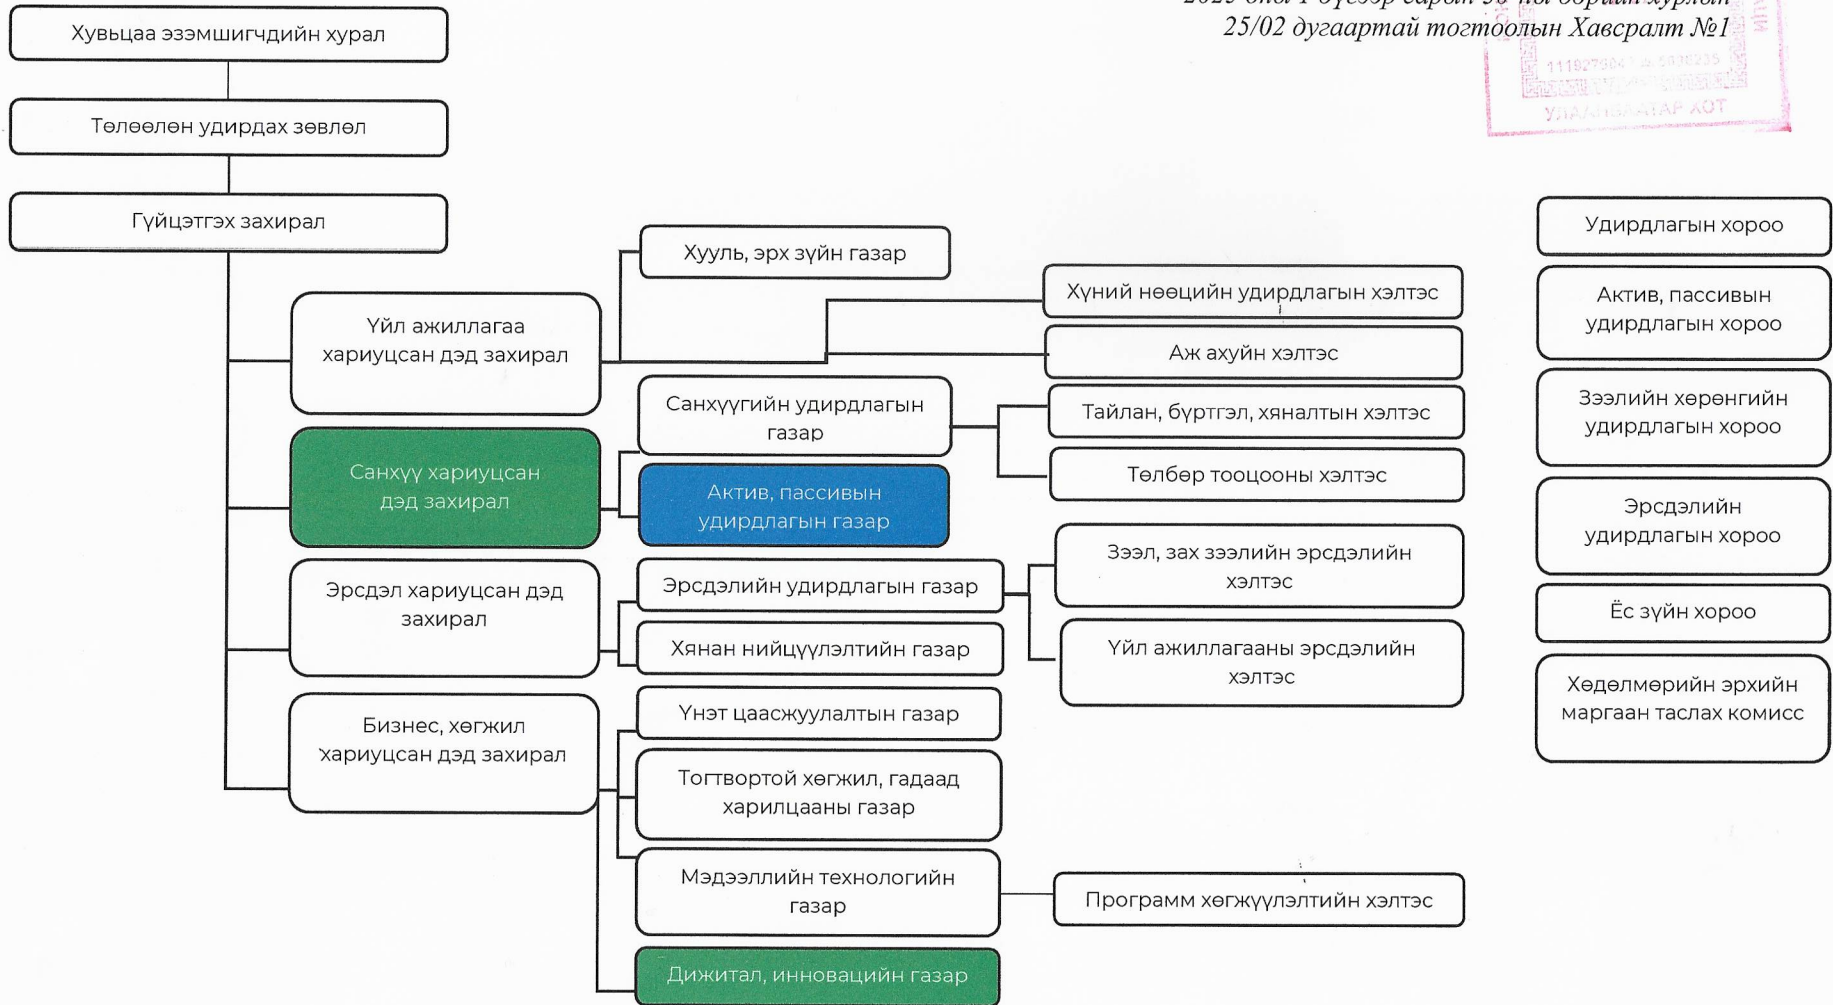 25/02 дугаартай тогтоолын Хавсралт №1
УЛААНБААТАР ХОТ
Хувьцаа эзэмшигчдийн хурал
Төлөөлөн удирдах зөвлөл
Гүйцэтгэх захирал
Үйл ажиллагаа
хариуцсан дэд захирал
Хууль, эрх зүйн газар
Хүний нөөцийн удирдлагын хэлтэс
Аж ахуйн хэлтэс
Санхүү хариуцсан
дэд захирал
Санхүүгийн удирдлагын
газар
Тайлан, бүртгэл, хяналтын хэлтэс
Төлбөр тооцооны хэлтэс
Актив, пассивын
удирдлагын газар
Эрсдэл хариуцсан дэд
захирал
Эрсдэлийн удирдлагын газар
Зээл, зах зээлийн эрсдэлийн
хэлтэс
Үйл ажиллагааны эрсдэлийн
хэлтэс
Хянан нийцүүлэлтийн газар
Бизнес, хөгжил
хариуцсан дэд захирал
Үнэт цаасжуулалтын газар
Тогтвортой хөгжил, гадаад
харилцааны газар
Мэдээллийн технологийн
газар
Программ хөгжүүлэлтийн хэлтэс
Дижитал, инновацийн газар
Удирдлагын хороо
Актив, пассивын
удирдлагын хороо
Зээлийн хөрөнгийн
удирдлагын хороо
Эрсдэлийн
удирдлагын хороо
Ёс зүйн хороо
Хөдөлмөрийн эрхийн
маргаан таслах комисс